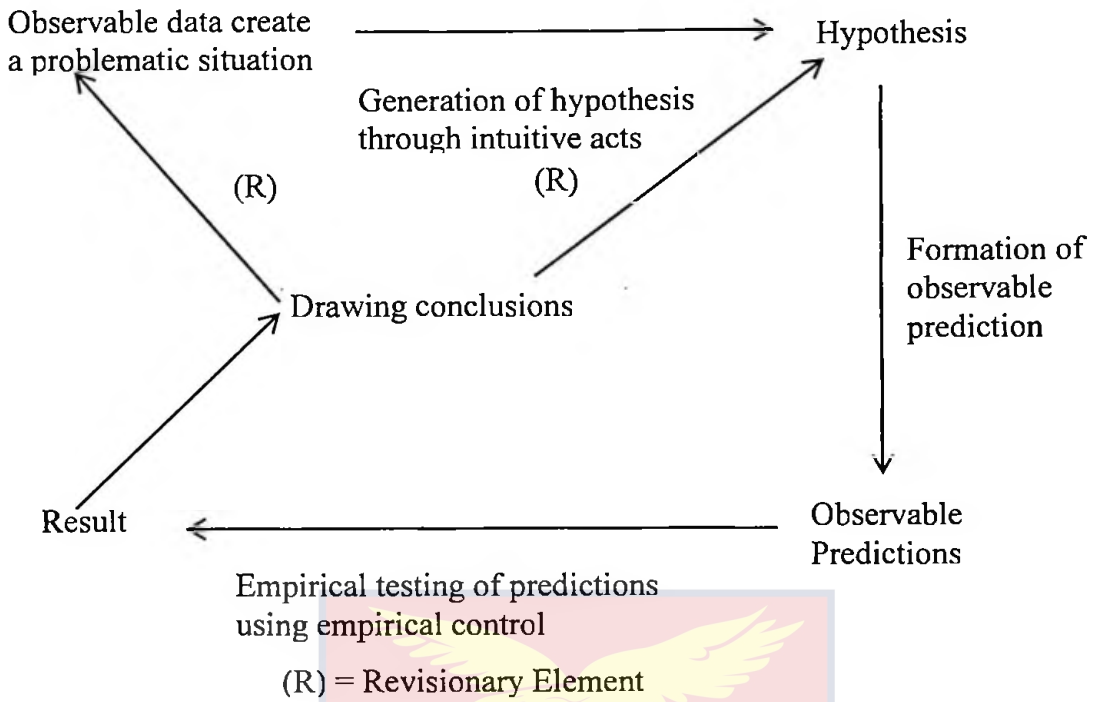 Observable data create
a problematic situation
Hypothesis
Generation of hypothesis
through intuitive acts
(R)
(R)
Formation of
observable
prediction
Drawing conclusions
Result
Observable
Predictions
Empirical testing of predictions
using empirical control
(R) = Revisionary Element